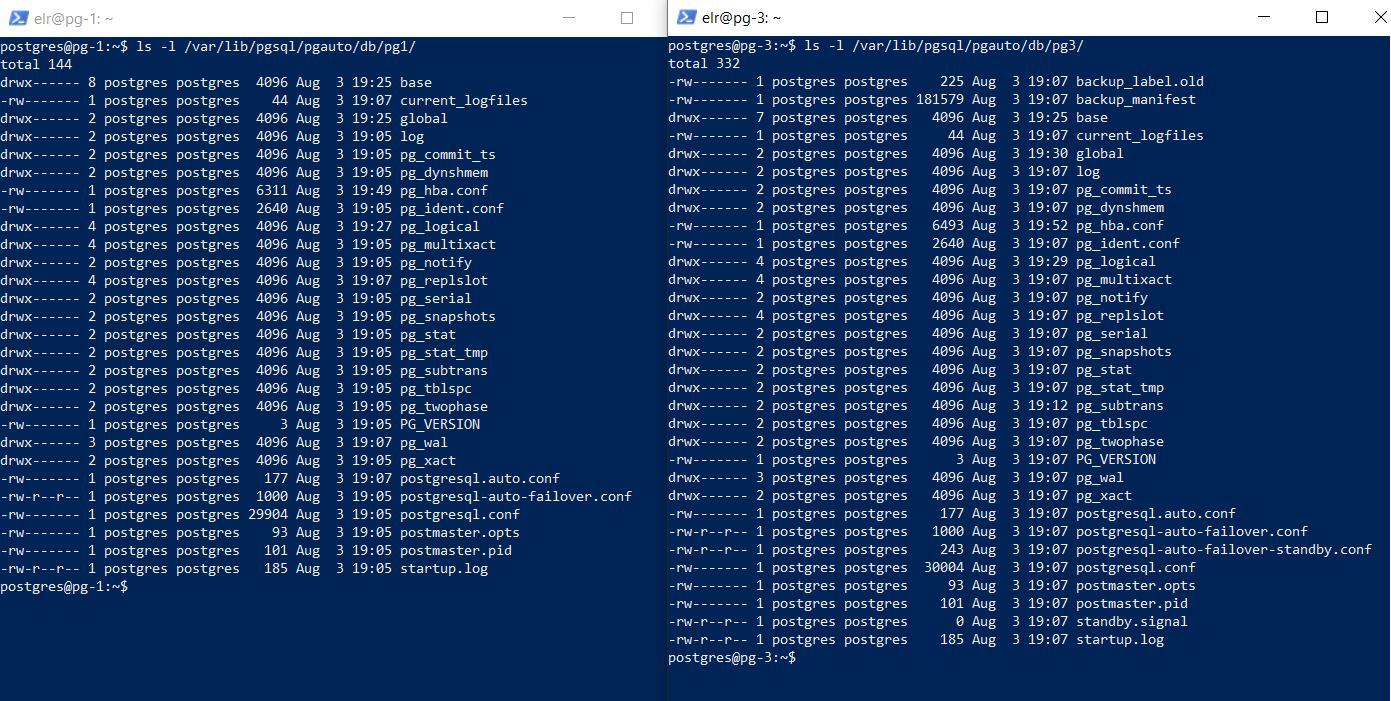 elr@pg-1: ~
postgres@pg-1:~$ ls -l /var/lib/pgsql/pgauto/db/pg1/
total 144
drwx------ 8 postgres postgres  4096 Aug  3 19:25 base
-rw------- 1 postgres postgres    44 Aug  3 19:07 current_logfiles
drwx------ 2 postgres postgres  4096 Aug  3 19:25 global
drwx------ 2 postgres postgres  4096 Aug  3 19:05 log
drwx------ 2 postgres postgres  4096 Aug  3 19:05 pg_commit_ts
drwx------ 2 postgres postgres  4096 Aug  3 19:05 pg_dynshmem
-rw------- 1 postgres postgres  6311 Aug  3 19:49 pg_hba.conf
-rw------- 1 postgres postgres  2640 Aug  3 19:05 pg_ident.conf
drwx------ 4 postgres postgres  4096 Aug  3 19:27 pg_logical
drwx------ 4 postgres postgres  4096 Aug  3 19:05 pg_multixact
drwx------ 2 postgres postgres  4096 Aug  3 19:05 pg_notify
drwx------ 4 postgres postgres  4096 Aug  3 19:07 pg_replslot
drwx------ 2 postgres postgres  4096 Aug  3 19:05 pg_serial
drwx------ 2 postgres postgres  4096 Aug  3 19:05 pg_snapshots
drwx------ 2 postgres postgres  4096 Aug  3 19:05 pg_stat
drwx------ 2 postgres postgres  4096 Aug  3 19:05 pg_stat_tmp
drwx------ 2 postgres postgres  4096 Aug  3 19:05 pg_subtrans
drwx------ 2 postgres postgres  4096 Aug  3 19:05 pg_tblspc
drwx------ 2 postgres postgres  4096 Aug  3 19:05 pg_twophase
-rw------- 1 postgres postgres     3 Aug  3 19:05 PG_VERSION
drwx------ 3 postgres postgres  4096 Aug  3 19:07 pg_wal
drwx------ 2 postgres postgres  4096 Aug  3 19:05 pg_xact
-rw------- 1 postgres postgres   177 Aug  3 19:07 postgresql.auto.conf
-rw-r--r-- 1 postgres postgres  1000 Aug  3 19:05 postgresql-auto-failover.conf
-rw------- 1 postgres postgres 29904 Aug  3 19:05 postgresql.conf
-rw------- 1 postgres postgres    93 Aug  3 19:05 postmaster.opts
-rw------- 1 postgres postgres   101 Aug  3 19:05 postmaster.pid
-rw-r--r-- 1 postgres postgres   185 Aug  3 19:05 startup.log
postgres@pg-1:~$
elr@pg-3: ~
postgres@pg-3:~$ ls -l /var/lib/pgsql/pgauto/db/pg3/
total 332
-rw------- 1 postgres postgres    225 Aug  3 19:07 backup_label.old
-rw------- 1 postgres postgres 181579 Aug  3 19:07 backup_manifest
drwx------ 7 postgres postgres   4096 Aug  3 19:25 base
-rw------- 1 postgres postgres     44 Aug  3 19:07 current_logfiles
drwx------ 2 postgres postgres   4096 Aug  3 19:30 global
drwx------ 2 postgres postgres   4096 Aug  3 19:07 log
drwx------ 2 postgres postgres   4096 Aug  3 19:07 pg_commit_ts
drwx------ 2 postgres postgres   4096 Aug  3 19:07 pg_dynshmem
-rw------- 1 postgres postgres   6493 Aug  3 19:52 pg_hba.conf
-rw------- 1 postgres postgres   2640 Aug  3 19:07 pg_ident.conf
drwx------ 4 postgres postgres   4096 Aug  3 19:29 pg_logical
drwx------ 4 postgres postgres   4096 Aug  3 19:07 pg_multixact
drwx------ 2 postgres postgres   4096 Aug  3 19:07 pg_notify
drwx------ 4 postgres postgres   4096 Aug  3 19:07 pg_replslot
drwx------ 2 postgres postgres   4096 Aug  3 19:07 pg_serial
drwx------ 2 postgres postgres   4096 Aug  3 19:07 pg_snapshots
drwx------ 2 postgres postgres   4096 Aug  3 19:07 pg_stat
drwx------ 2 postgres postgres   4096 Aug  3 19:07 pg_stat_tmp
drwx------ 2 postgres postgres   4096 Aug  3 19:12 pg_subtrans
drwx------ 2 postgres postgres   4096 Aug  3 19:07 pg_tblspc
drwx------ 2 postgres postgres   4096 Aug  3 19:07 pg_twophase
-rw------- 1 postgres postgres      3 Aug  3 19:07 PG_VERSION
drwx------ 3 postgres postgres   4096 Aug  3 19:07 pg_wal
drwx------ 2 postgres postgres   4096 Aug  3 19:07 pg_xact
-rw------- 1 postgres postgres    177 Aug  3 19:07 postgresql.auto.conf
-rw-r--r-- 1 postgres postgres   1000 Aug  3 19:07 postgresql-auto-failover.conf
-rw-r--r-- 1 postgres postgres    243 Aug  3 19:07 postgresql-auto-failover-standby.conf
-rw------- 1 postgres postgres  30004 Aug  3 19:07 postgresql.conf
-rw------- 1 postgres postgres     93 Aug  3 19:07 postmaster.opts
-rw------- 1 postgres postgres    101 Aug  3 19:07 postmaster.pid
-rw-r--r-- 1 postgres postgres      0 Aug  3 19:07 standby.signal
-rw-r--r-- 1 postgres postgres    185 Aug  3 19:07 startup.log
postgres@pg-3:~$